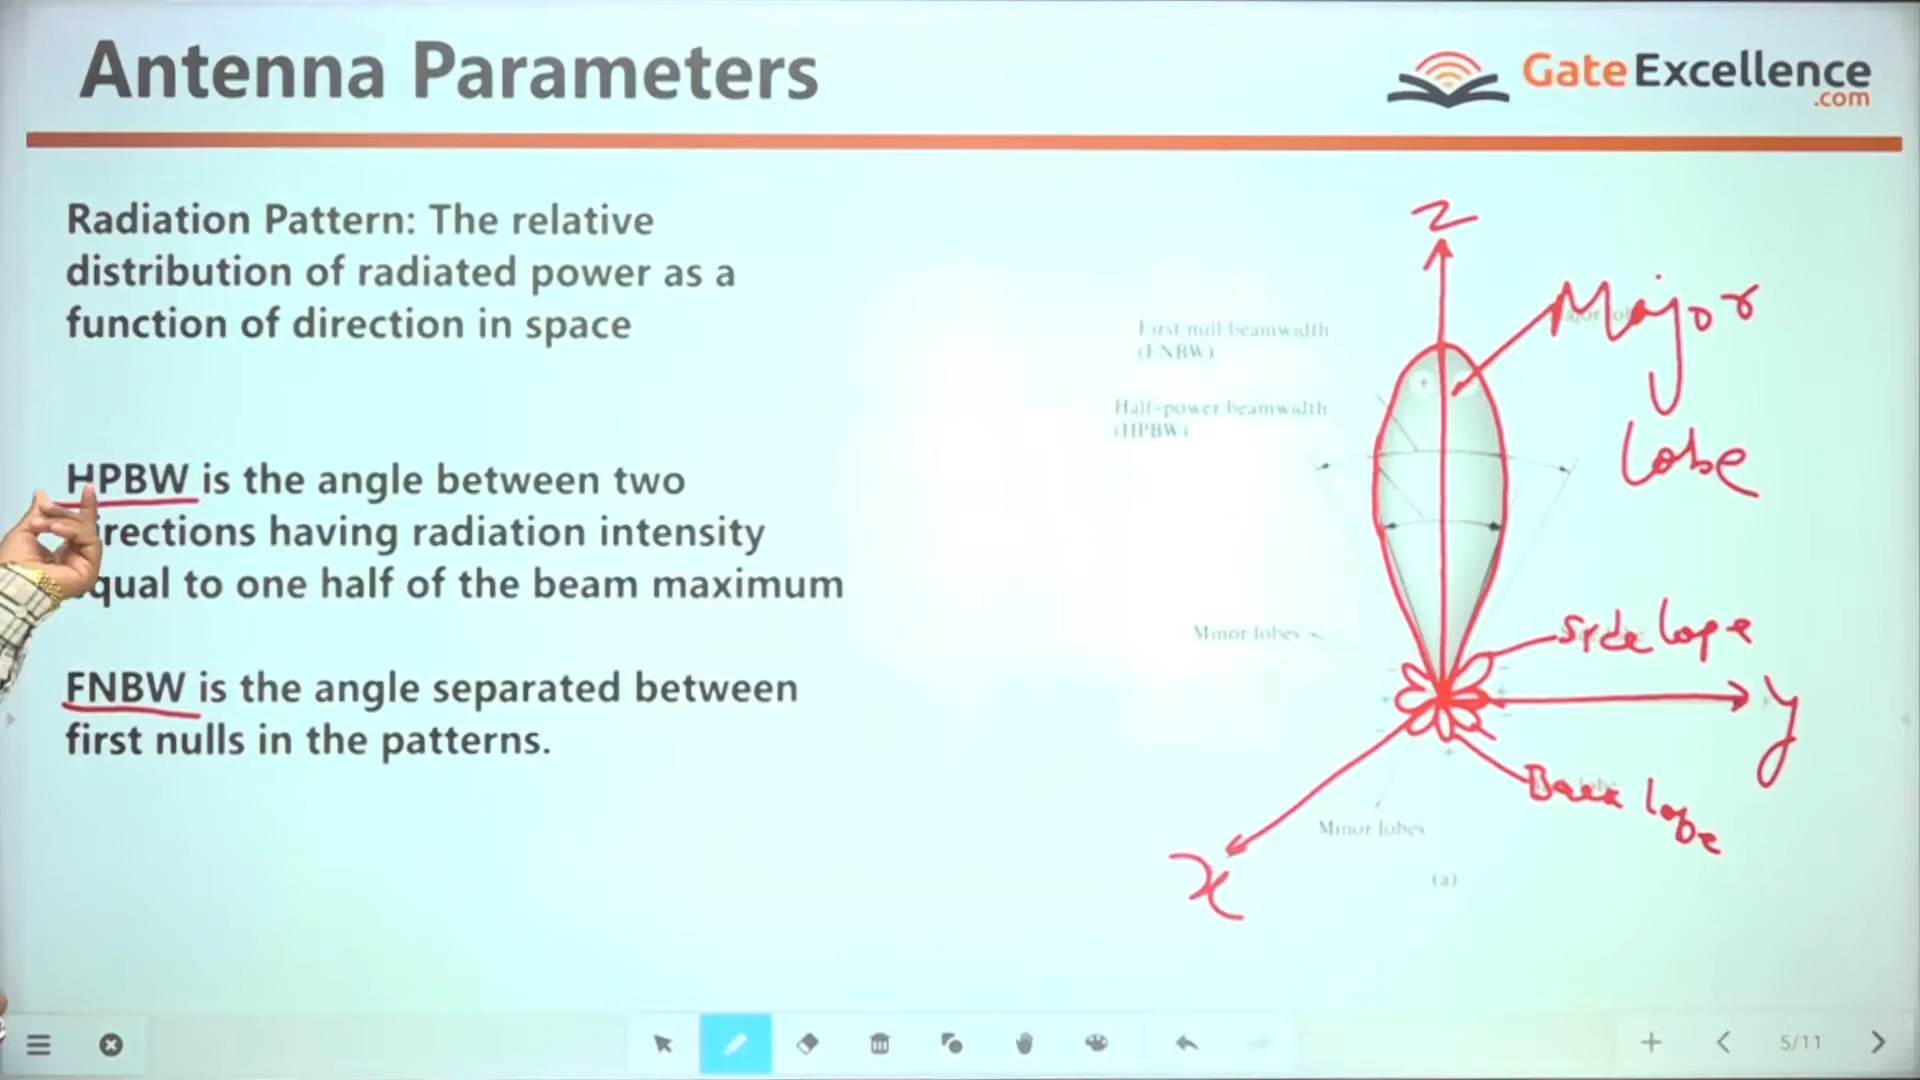 Antenna Parameters
GateExcellence
.com
Radiation Pattern: The relative
distribution of radiated power as a
function of direction in space
HPBW is the angle between two
irections having radiation intensity
qual to one half of the beam maximum
FNBW is the angle separated between
first nulls in the patterns.
z
Major
lobe
First null beamwidth
(FNBW)
Half-power beamwidth
(HPBW)
Minor lobes
Side lope
y
Back lobe
Minor lobes
x
(a)
5/11